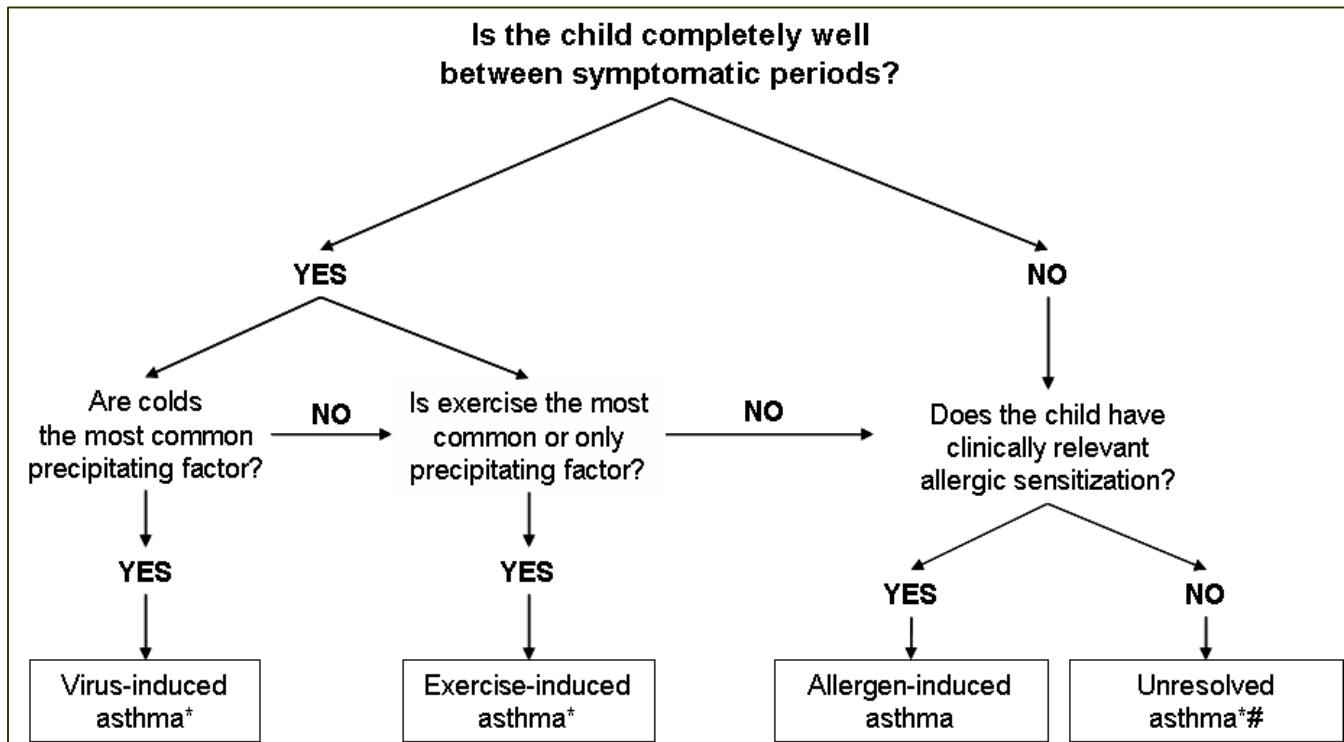 Is the child completely well
between symptomatic periods?
YES
NO
Are colds
the most common
precipitating factor?
NO
Is exercise the most
common or only
precipitating factor?
NO
Does the child have
clinically relevant
allergic sensitization?
YES
YES
YES
NO
Virus-induced
asthma*
Exercise-induced
asthma*
Allergen-induced
asthma
Unresolved
asthma*#